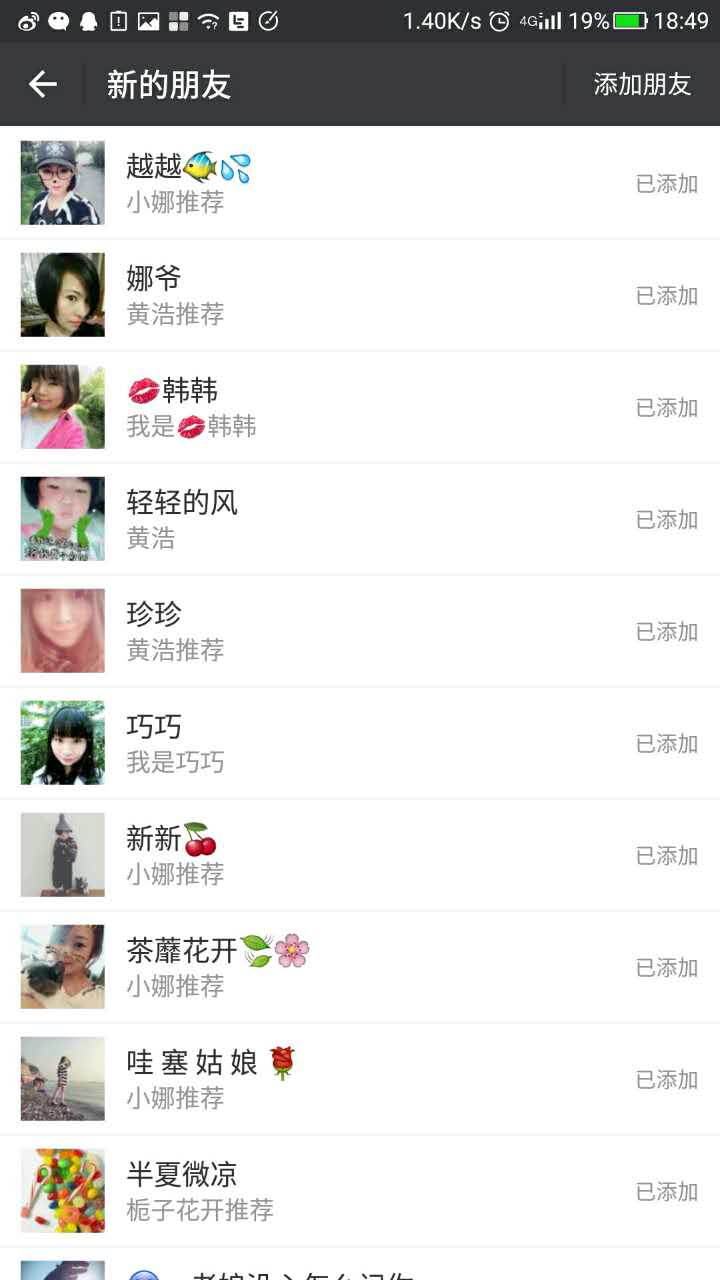 1.40K/s 4G 19% 18:49
新的朋友 添加朋友
越越🐠💦
小娜推荐
已添加
娜爷
黄浩推荐
已添加
💋韩韩
我是💋韩韩
已添加
轻轻的风
黄浩
已添加
珍珍
黄浩推荐
已添加
巧巧
我是巧巧
已添加
新新🍒
小娜推荐
已添加
荼蘼花开🍃🌸
小娜推荐
已添加
哇 塞 姑 娘 🌹
小娜推荐
已添加
半夏微凉
栀子花开推荐
已添加